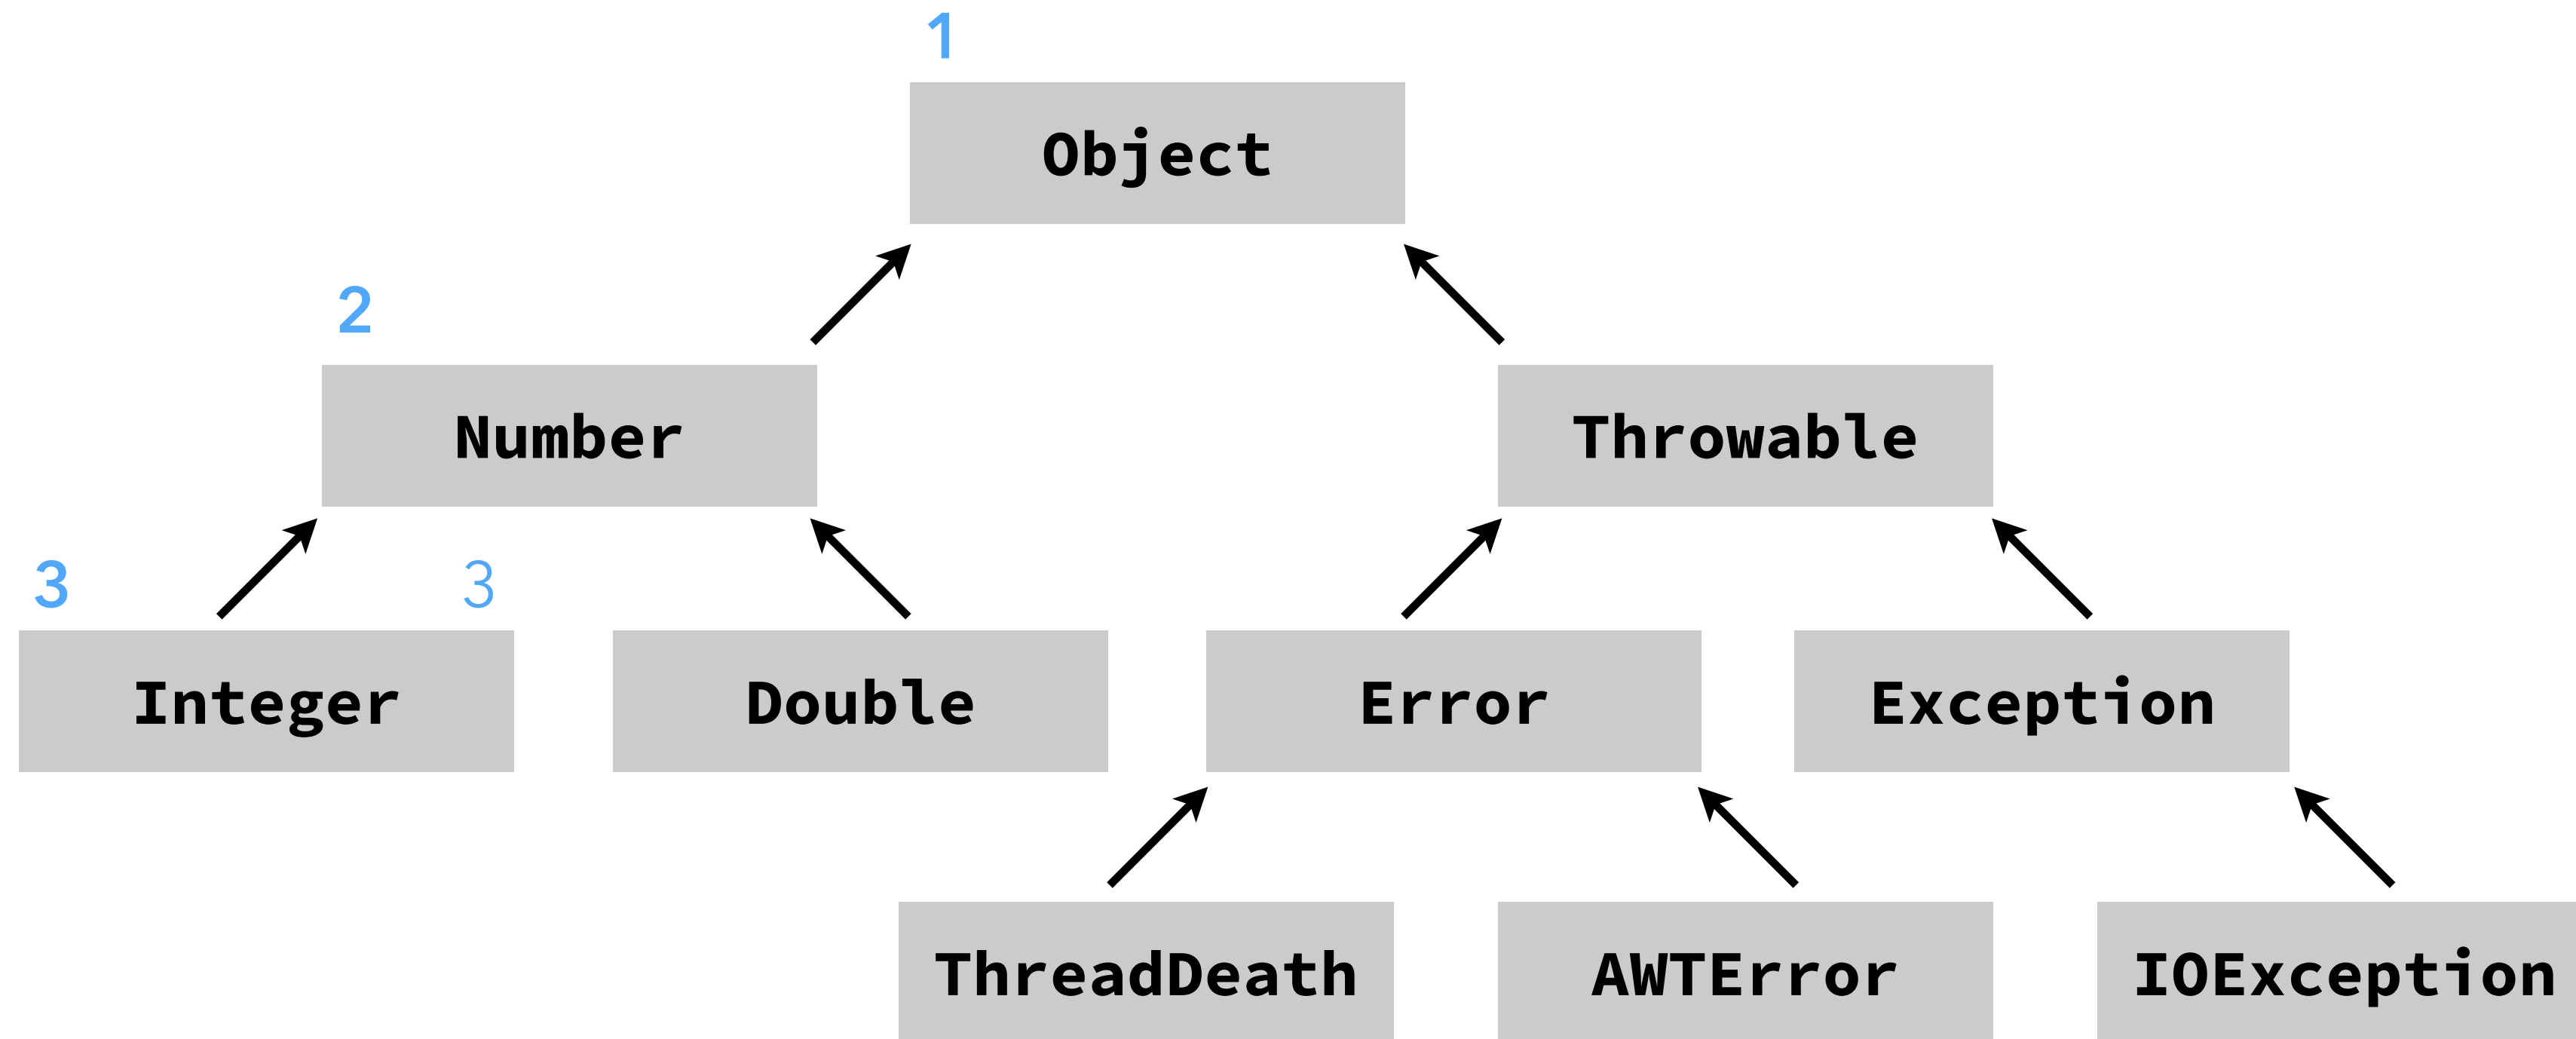 1
Object
2
Number
Throwable
3
3
Integer
Double
Error
Exception
ThreadDeath
AWTError
IOException